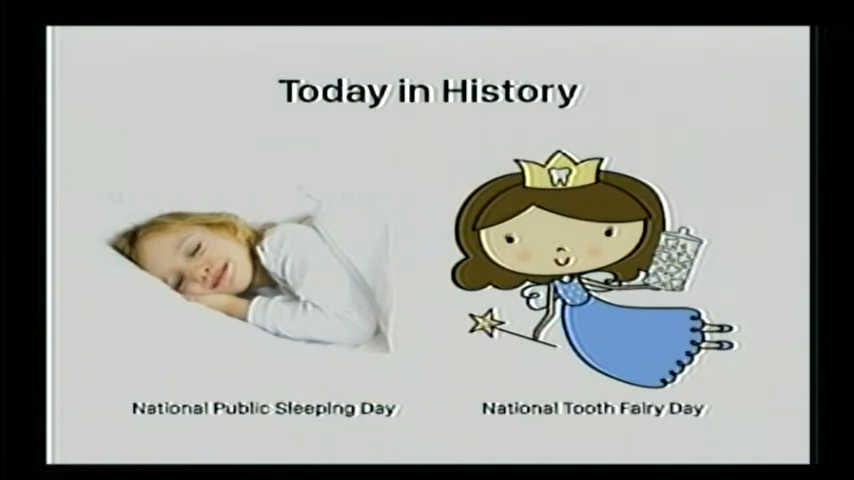 Today in History
National Public Sleeping Day
National Tooth Fairy Day